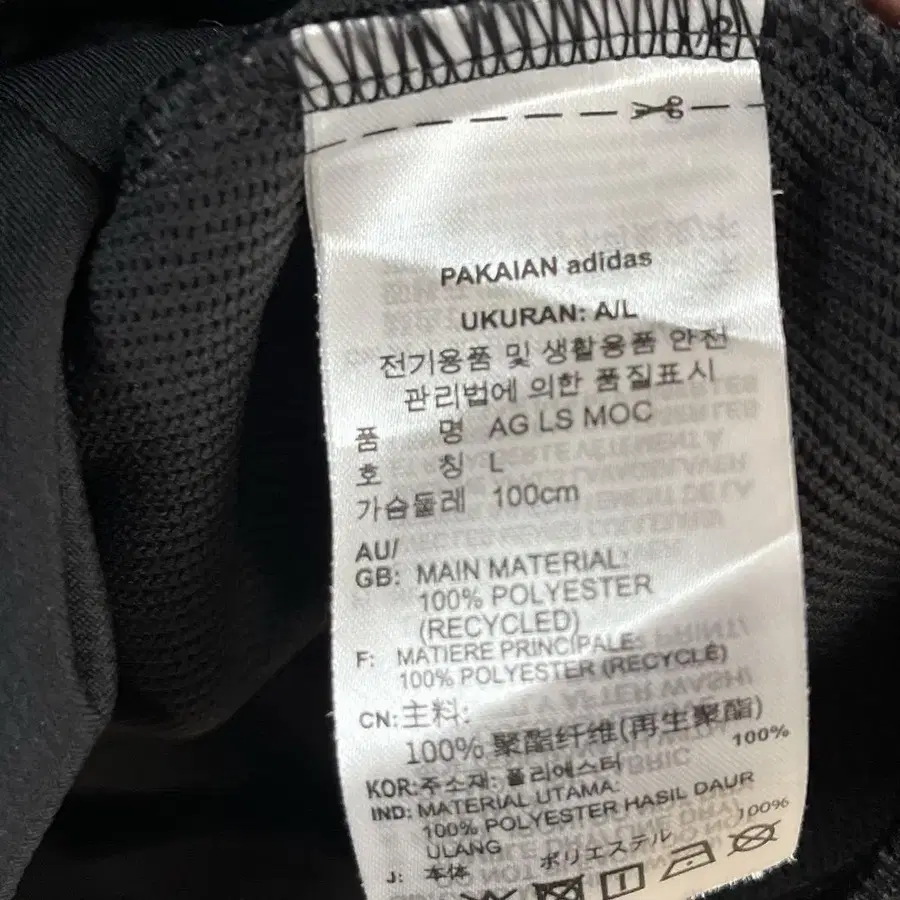 PAKAIAN adidas
UKURAN: A/L
전기용품 및 생활용품 안전
관리법에 의한 품질표시
품 명 AG LS MOC
호 칭 L
가슴둘레 100cm
AU/
GB: MAIN MATERIAL:
100% POLYESTER
(RECYCLED)
F: MATIERE PRINCIPALE:
100% POLYESTER (RECYCLÉ)
CN: 主料:
100% 聚酯纤维(再生聚酯)
KOR: 주소재: 폴리에스터 100%
IND: MATERIAL UTAMA:
100% POLYESTER HASIL DAUR
ULANG
J: 本体 ポリエステル 100%